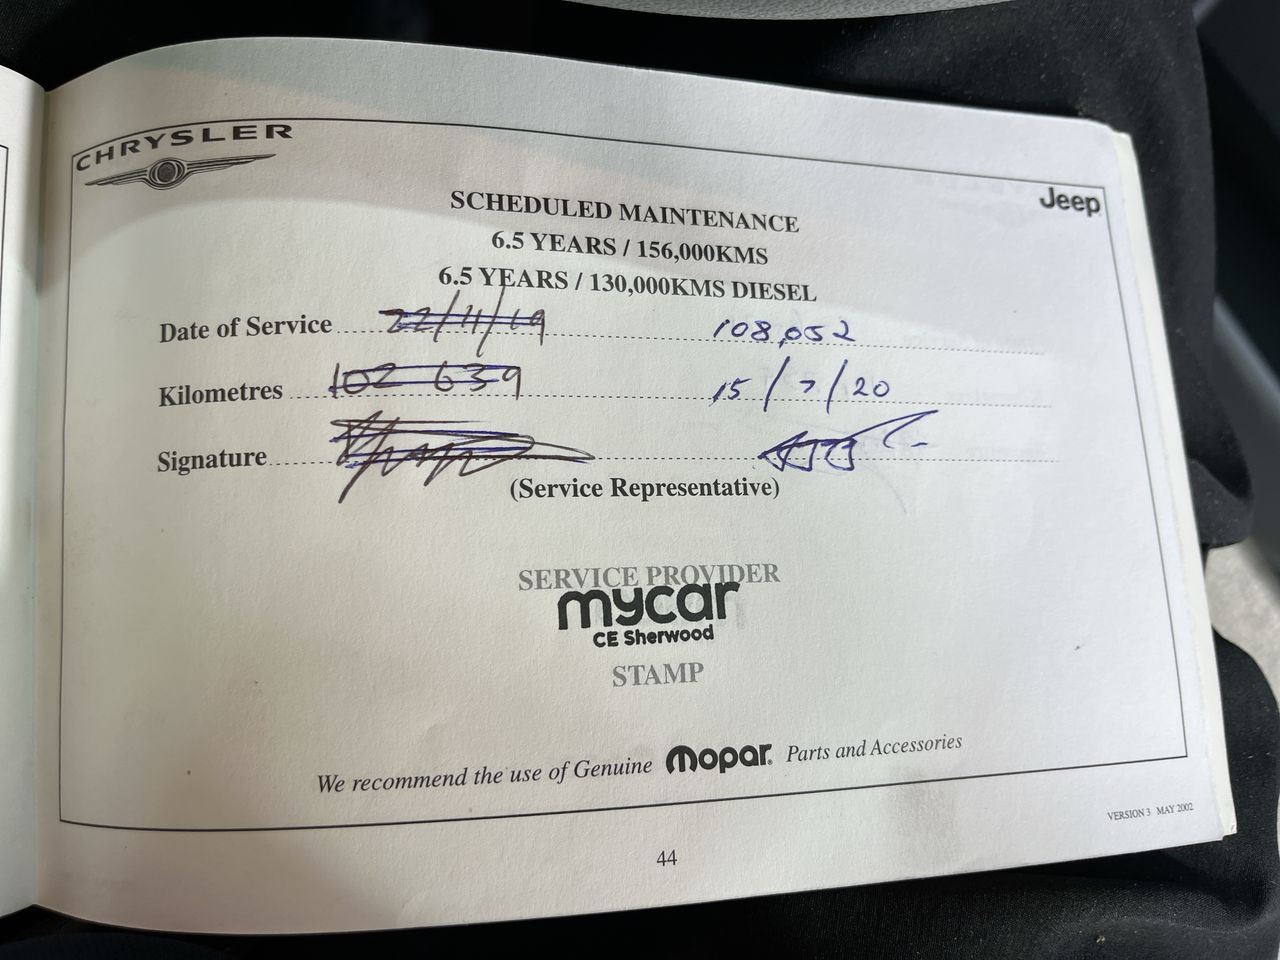 CHRYSLER
Jeep
SCHEDULED MAINTENANCE
6.5 YEARS / 156,000KMS
6.5 YEARS / 130,000KMS DIESEL
Date of Service 22/11/19 108,052
Kilometres 102 639 15/7/20
Signature
(Service Representative)
SERVICE PROVIDER
mycar
CE Sherwood
STAMP
We recommend the use of Genuine Mopar. Parts and Accessories
VERSION 3 MAY 2002
44